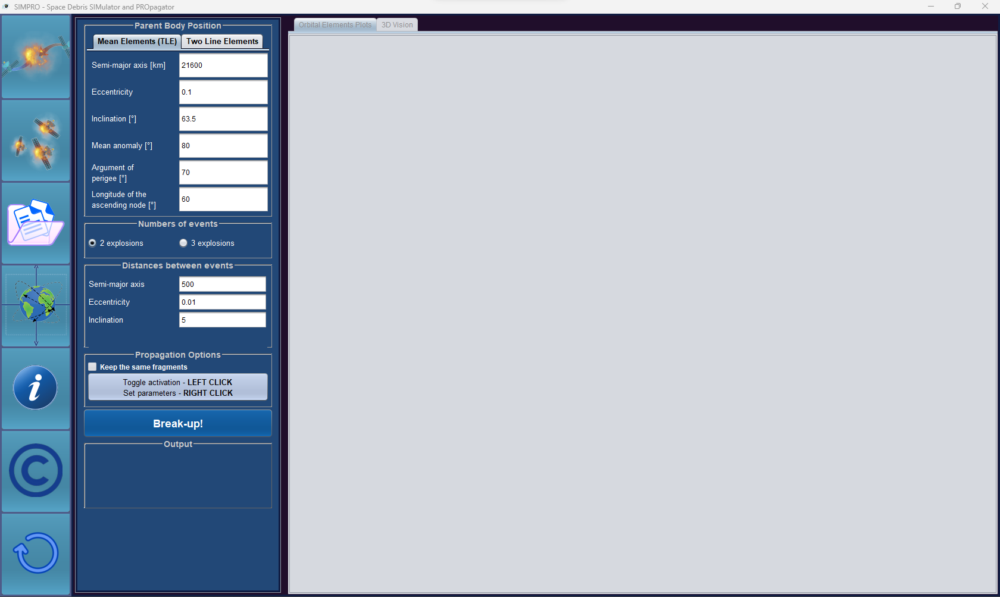 SIMPRO - Space Debris SIMulator and PROpagator
Parent Body Position
Mean Elements (TLE)
Two Line Elements
Semi-major axis [km]
21600
Eccentricity
0.1
Inclination [°]
63.5
Mean anomaly [°]
80
Argument of
perigee [°]
70
Longitude of the
ascending node [°]
60
Numbers of events
2 explosions
3 explosions
Distances between events
Semi-major axis
500
Eccentricity
0.01
Inclination
5
Propagation Options
Keep the same fragments
Toggle activation - LEFT CLICK
Set parameters - RIGHT CLICK
Break-up!
Output
Orbital Elements Plots
3D Vision